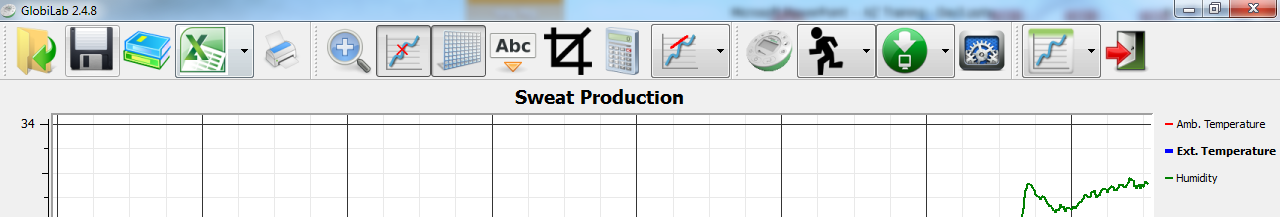 GlobiLab 2.4.8
Abc
Sweat Production
34
Amb. Temperature
Ext. Temperature
Humidity